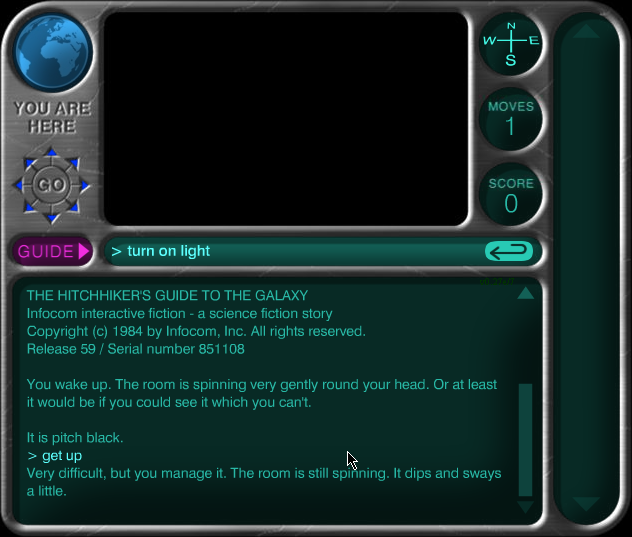 N
W E
S
YOU ARE
HERE
MOVES
1
GO
SCORE
0
GUIDE
> turn on light
THE HITCHHIKER'S GUIDE TO THE GALAXY
Infocom interactive fiction - a science fiction story
Copyright (c) 1984 by Infocom, Inc. All rights reserved.
Release 59 / Serial number 851108
You wake up. The room is spinning very gently round your head. Or at least
it would be if you could see it which you can't.
It is pitch black.
> get up
Very difficult, but you manage it. The room is still spinning. It dips and sways
a little.